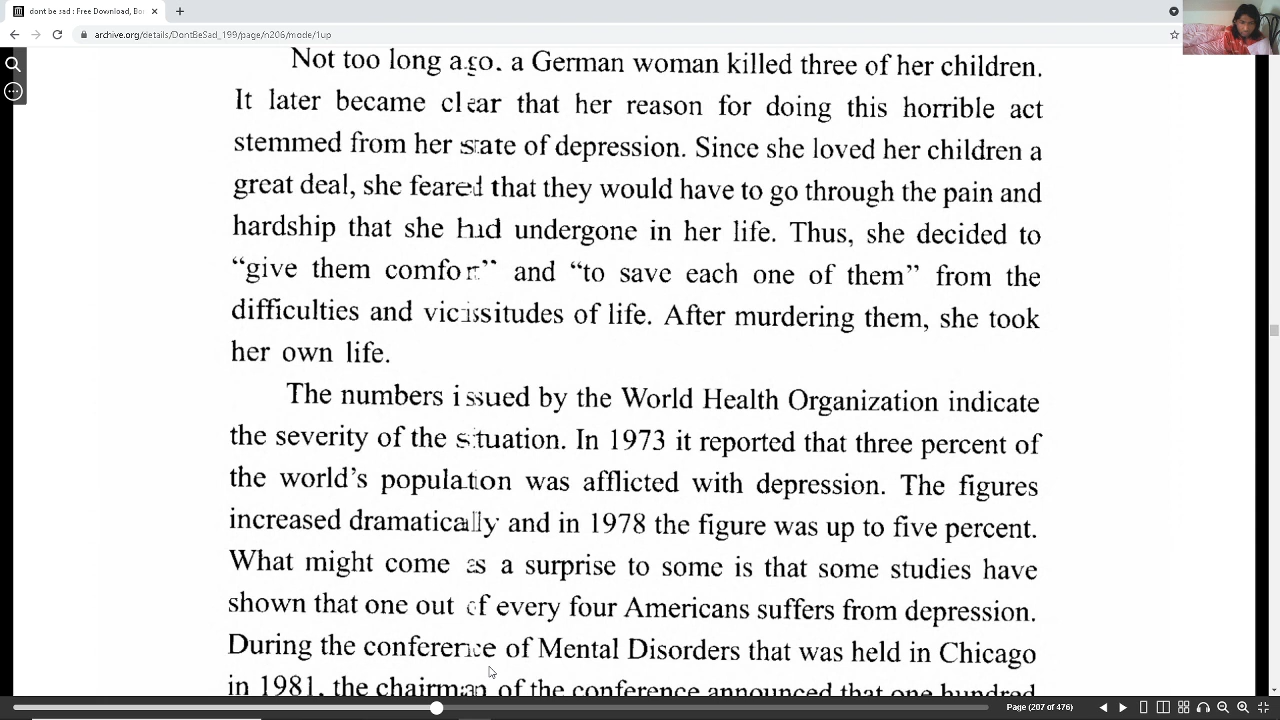 dont be sad : Free Download, Bo
archive.org/details/DontBeSad_199/page/n206/mode/1up
Not too long ago, a German woman killed three of her children.
It later became clear that her reason for doing this horrible act
stemmed from her state of depression. Since she loved her children a
great deal, she feared that they would have to go through the pain and
hardship that she had undergone in her life. Thus, she decided to
“give them comfort” and “to save each one of them” from the
difficulties and vicissitudes of life. After murdering them, she took
her own life.
The numbers issued by the World Health Organization indicate
the severity of the situation. In 1973 it reported that three percent of
the world’s population was afflicted with depression. The figures
increased dramatically and in 1978 the figure was up to five percent.
What might come as a surprise to some is that some studies have
shown that one out of every four Americans suffers from depression.
During the conference of Mental Disorders that was held in Chicago
in 1981, the chairman of the conference announced that one hundred
Page (207 of 476)